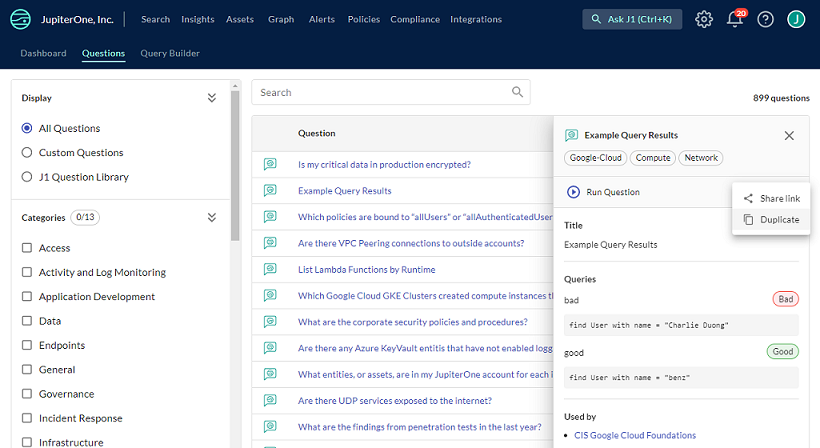 JupiterOne, Inc.
Search Insights Assets Graph Alerts Policies Compliance Integrations
Ask J1 (Ctrl+K)
20
J
Dashboard Questions Query Builder
Display
All Questions
Custom Questions
J1 Question Library
Categories 0/13
Access
Activity and Log Monitoring
Application Development
Data
Endpoints
General
Governance
Incident Response
Infrastructure
Search
899 questions
Question
Is my critical data in production encrypted?
Example Query Results
Which policies are bound to "allUsers" or "allAuthenticatedUser
Are there VPC Peering connections to outside accounts?
List Lambda Functions by Runtime
Which Google Cloud GKE Clusters created compute instances th
What are the corporate security policies and procedures?
Are there any Azure KeyVault entitis that have not enabled logg
What entities, or assets, are in my JupiterOne account for each
Are there UDP services exposed to the internet?
What are the findings from penetration tests in the last year?
Example Query Results
Google-Cloud Compute Network
Run Question
Share link
Duplicate
Title
Example Query Results
Queries
bad Bad
find User with name = "Charlie Duong"
good Good
find User with name = "benz"
Used by
CIS Google Cloud Foundations